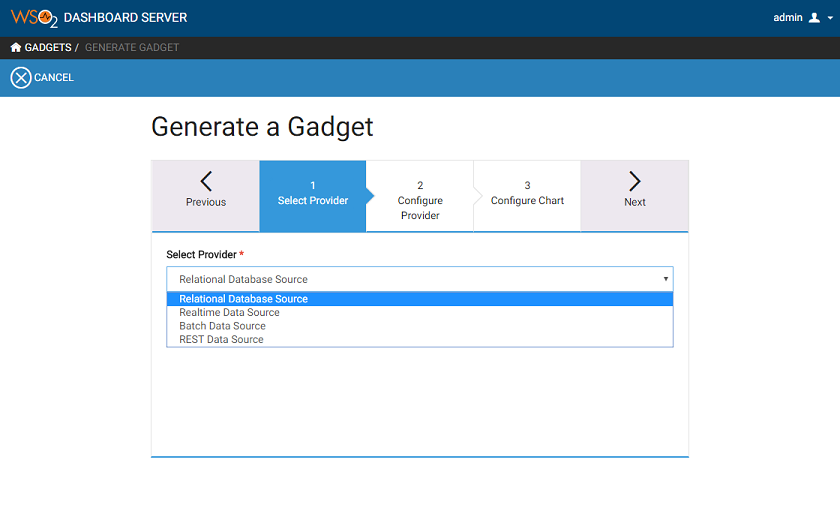 WSO2 DASHBOARD SERVER
admin
GADGETS / GENERATE GADGET
CANCEL
Generate a Gadget
Previous
1
Select Provider
2
Configure
Provider
3
Configure Chart
Next
Select Provider *
Relational Database Source
Relational Database Source
Realtime Data Source
Batch Data Source
REST Data Source